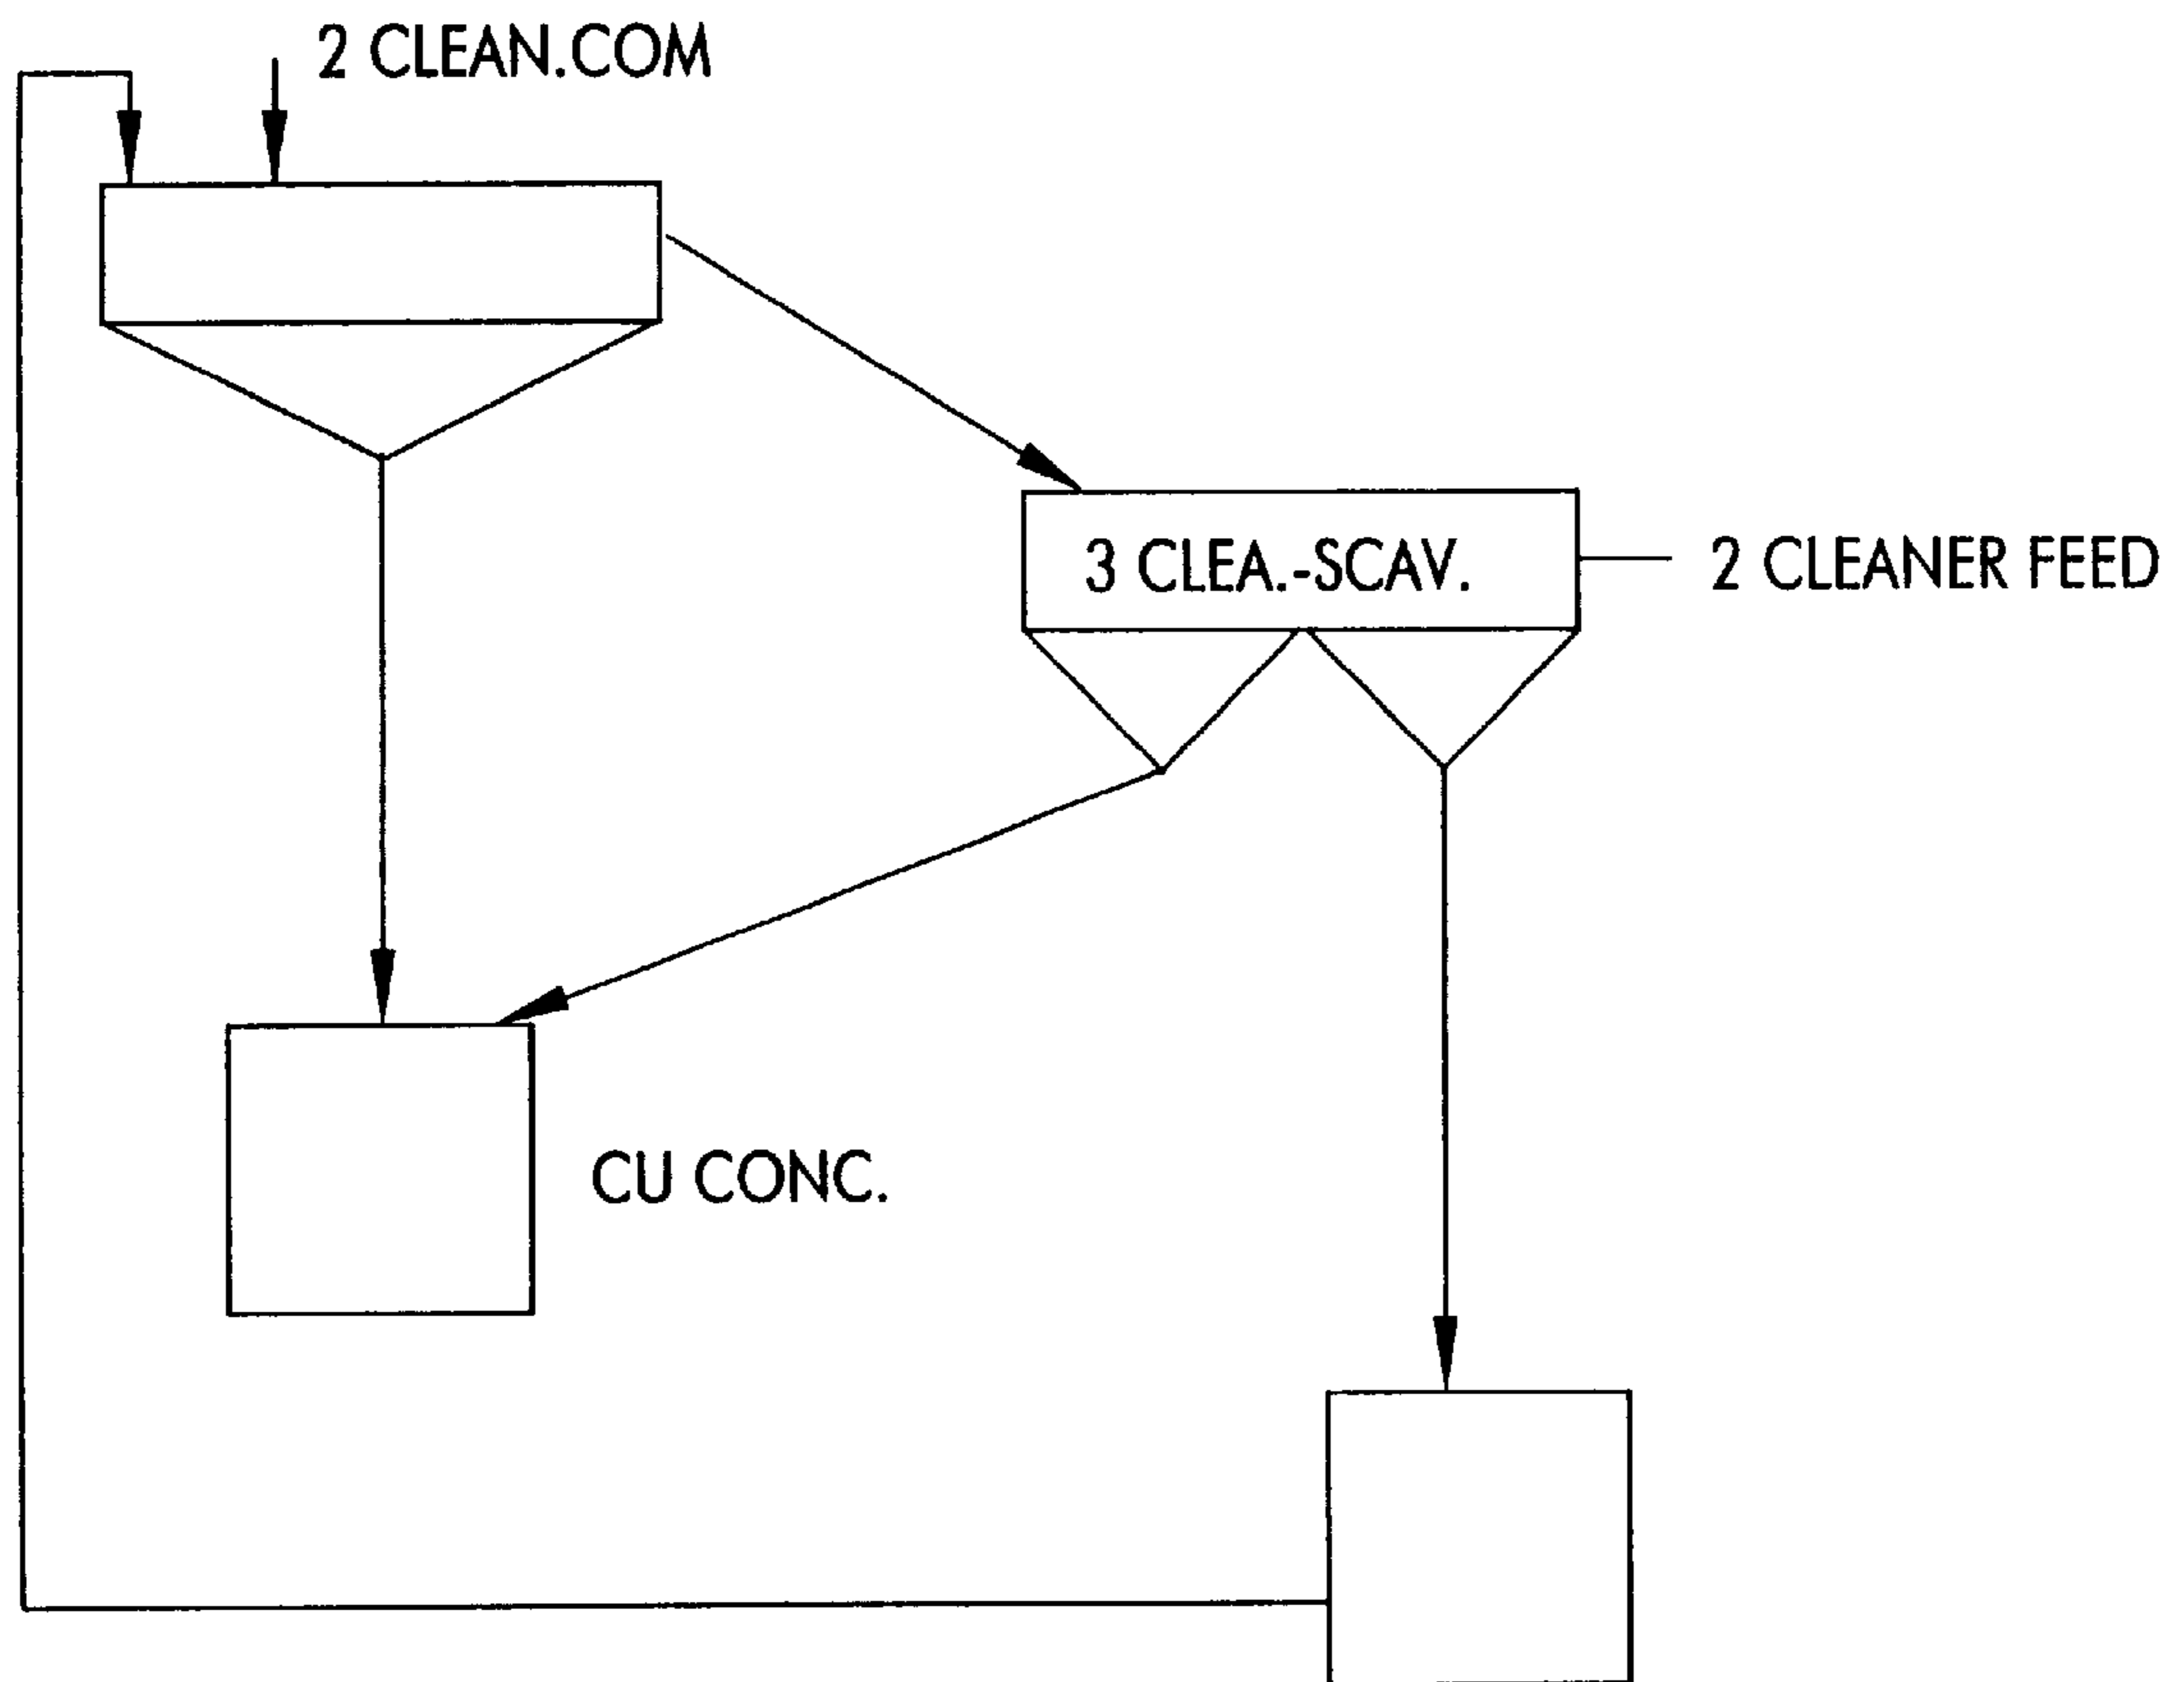 2 CLEAN.COM
3 CLEA.-SCAV.
2 CLEANER FEED
CU CONC.